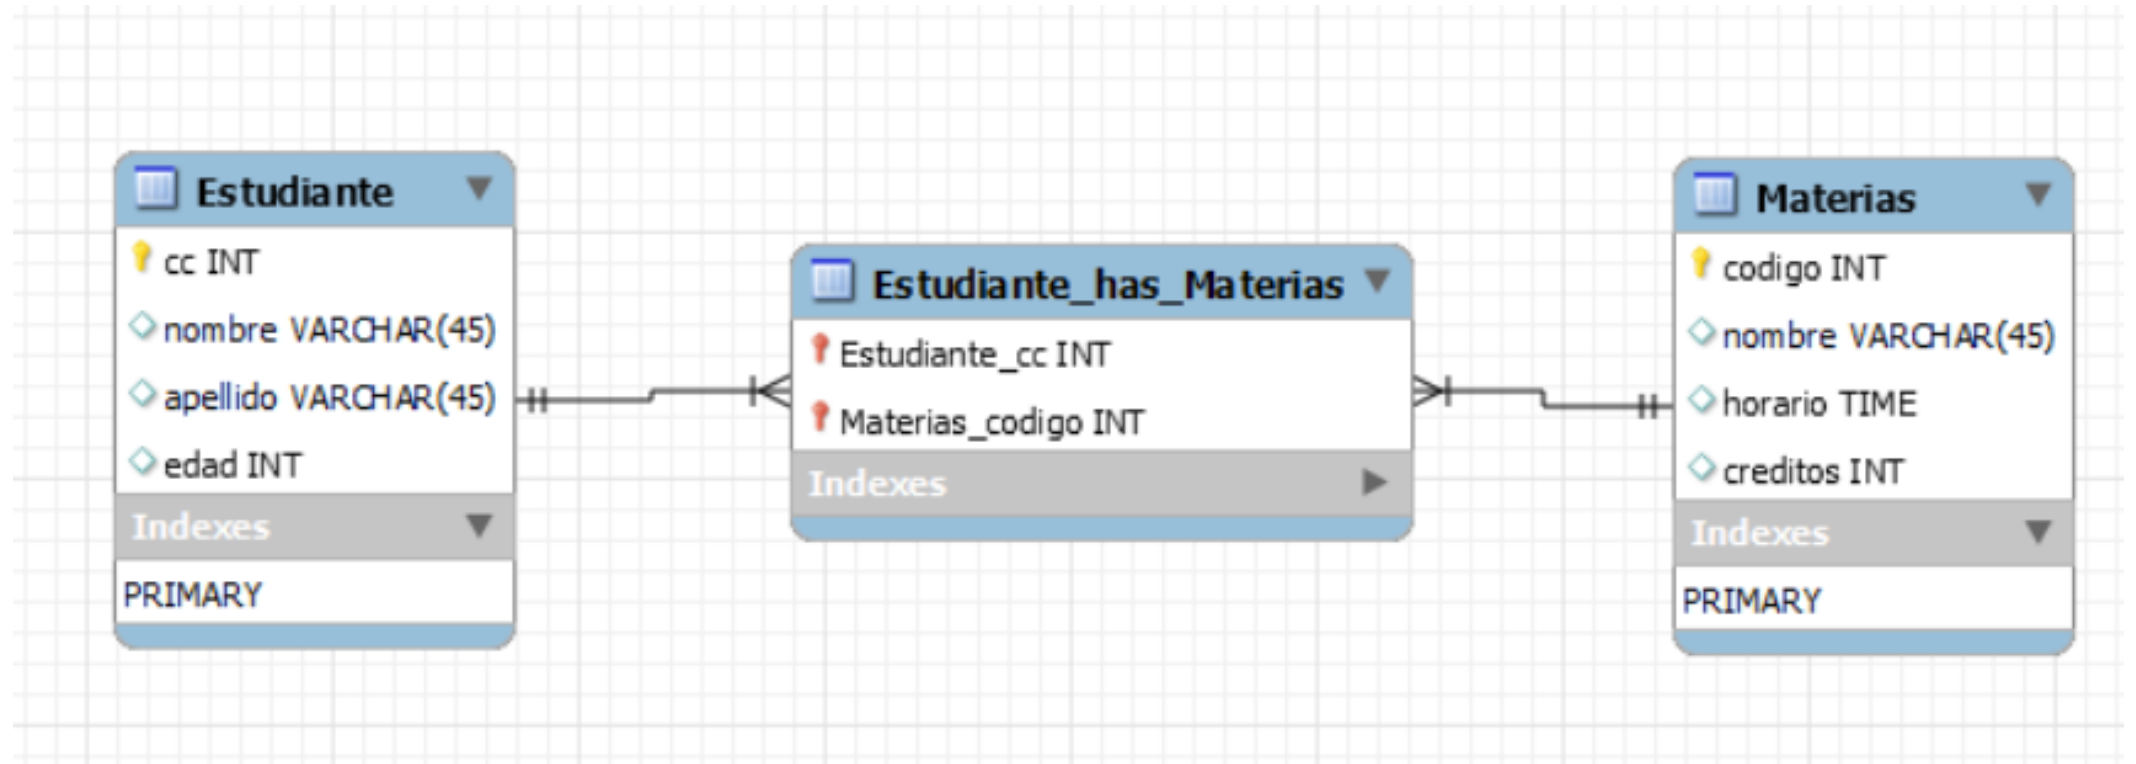 Estudiante
cc INT
nombre VARCHAR(45)
apellido VARCHAR(45)
edad INT
Indexes
PRIMARY
Estudiante_has_Materias
Estudiante_cc INT
Materias_codigo INT
Indexes
Materias
codigo INT
nombre VARCHAR(45)
horario TIME
creditos INT
Indexes
PRIMARY